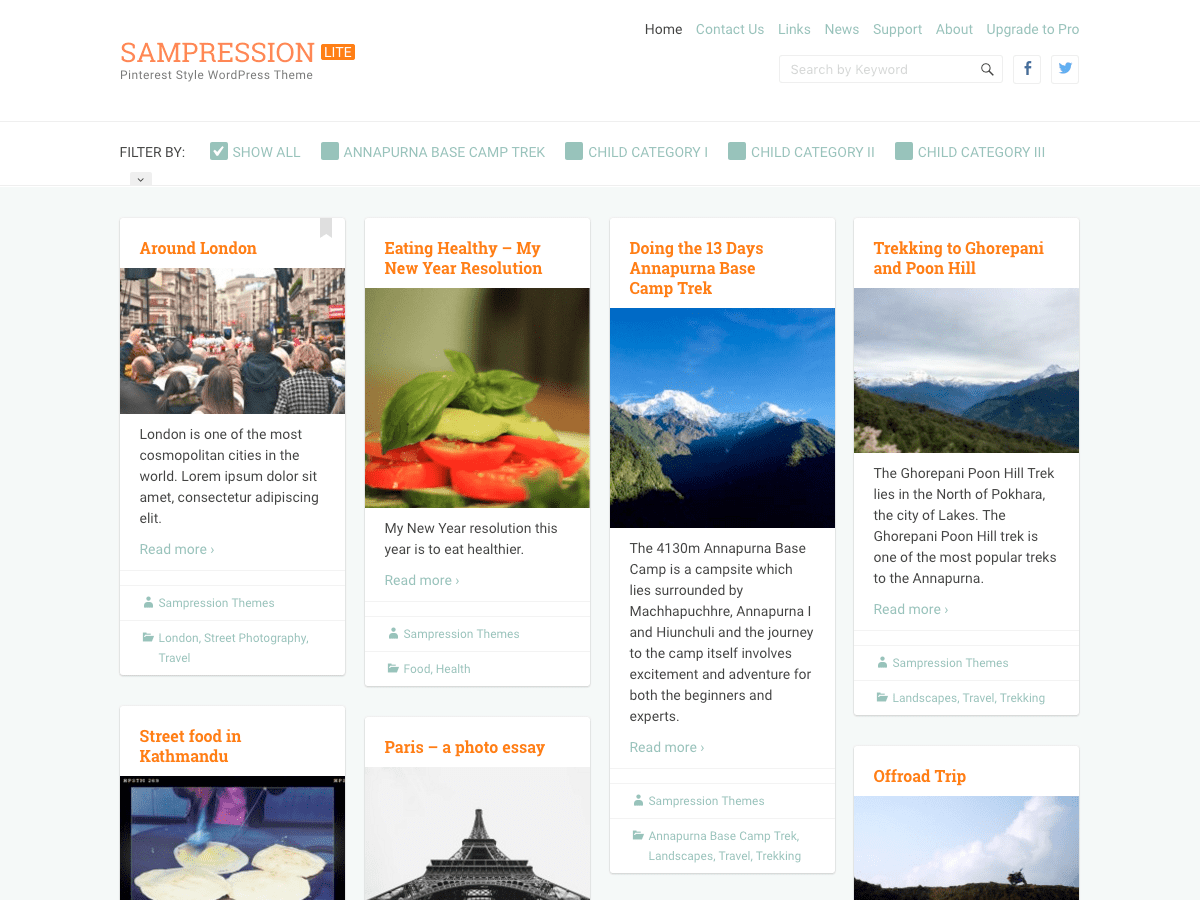 Home Contact Us Links News Support About Upgrade to Pro
SAMPRESSION LITE
Pinterest Style WordPress Theme
Search by Keyword
FILTER BY: SHOW ALL ANNAPURNA BASE CAMP TREK CHILD CATEGORY I CHILD CATEGORY II CHILD CATEGORY III
Around London
London is one of the most
cosmopolitan cities in the
world. Lorem ipsum dolor sit
amet, consectetur adipiscing
elit.
Read more ›
Sampression Themes
London, Street Photography,
Travel
Eating Healthy – My
New Year Resolution
My New Year resolution this
year is to eat healthier.
Read more ›
Sampression Themes
Food, Health
Doing the 13 Days
Annapurna Base
Camp Trek
The 4130m Annapurna Base
Camp is a campsite which
lies surrounded by
Machhapuchhre, Annapurna I
and Hiunchuli and the journey
to the camp itself involves
excitement and adventure for
both the beginners and
experts.
Read more ›
Sampression Themes
Annapurna Base Camp Trek,
Landscapes, Travel, Trekking
Trekking to Ghorepani
and Poon Hill
The Ghorepani Poon Hill Trek
lies in the North of Pokhara,
the city of Lakes. The
Ghorepani Poon Hill trek is
one of the most popular treks
to the Annapurna.
Read more ›
Sampression Themes
Landscapes, Travel, Trekking
Street food in
Kathmandu
Paris – a photo essay
Offroad Trip